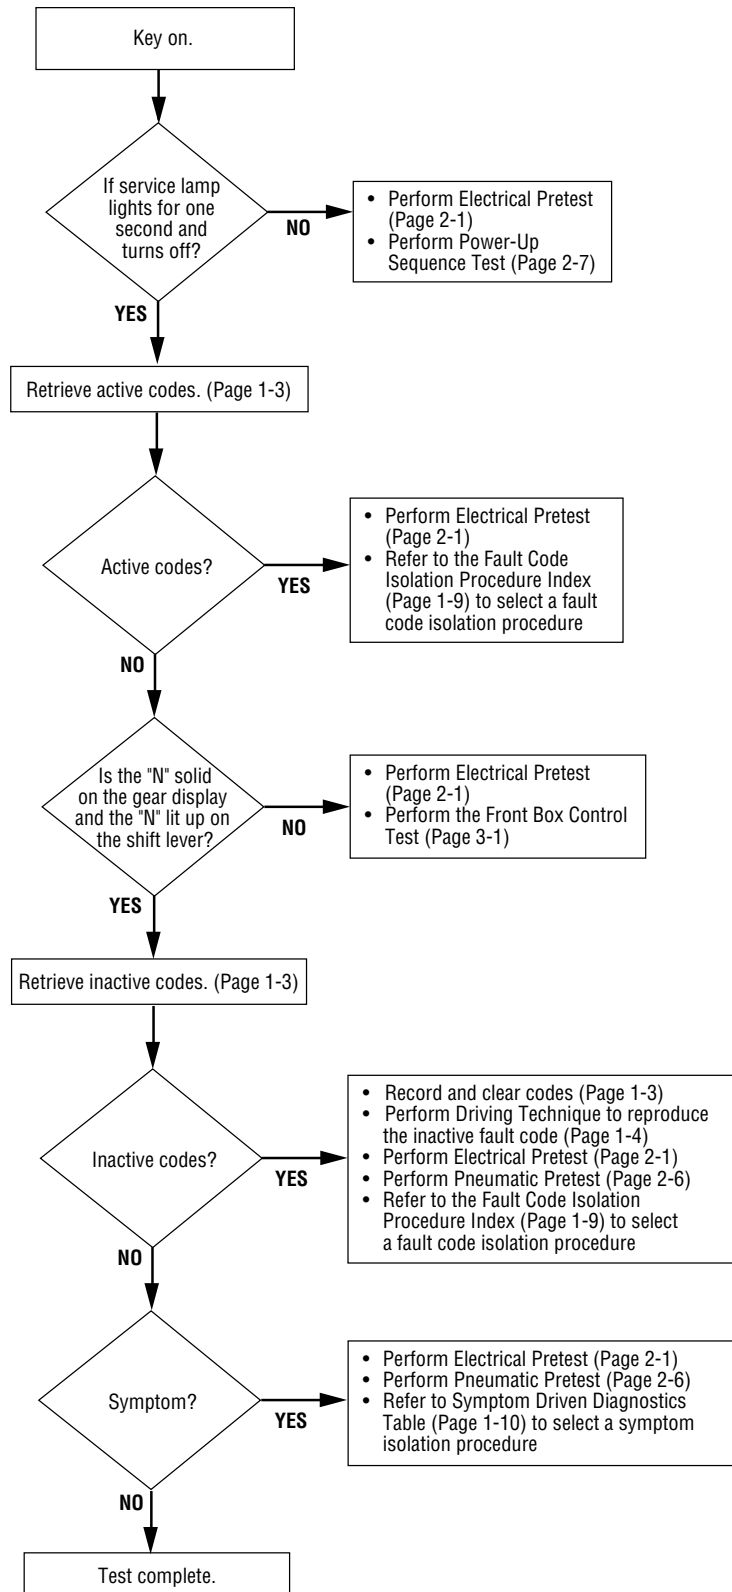 Key on.
If service lamp
lights for one
second and
turns off?
NO
• Perform Electrical Pretest
(Page 2-1)
• Perform Power-Up
Sequence Test (Page 2-7)
YES
Retrieve active codes. (Page 1-3)
Active codes?
YES
• Perform Electrical Pretest
(Page 2-1)
• Refer to the Fault Code
Isolation Procedure Index
(Page 1-9) to select a fault
code isolation procedure
NO
Is the "N" solid
on the gear display
and the "N" lit up on
the shift lever?
NO
• Perform Electrical Pretest
(Page 2-1)
• Perform the Front Box Control
Test (Page 3-1)
YES
Retrieve inactive codes. (Page 1-3)
Inactive codes?
YES
• Record and clear codes (Page 1-3)
• Perform Driving Technique to reproduce
the inactive fault code (Page 1-4)
• Perform Electrical Pretest (Page 2-1)
• Perform Pneumatic Pretest (Page 2-6)
• Refer to the Fault Code Isolation
Procedure Index (Page 1-9) to select
a fault code isolation procedure
NO
Symptom?
YES
• Perform Electrical Pretest (Page 2-1)
• Perform Pneumatic Pretest (Page 2-6)
• Refer to Symptom Driven Diagnostics
Table (Page 1-10) to select a symptom
isolation procedure
NO
Test complete.